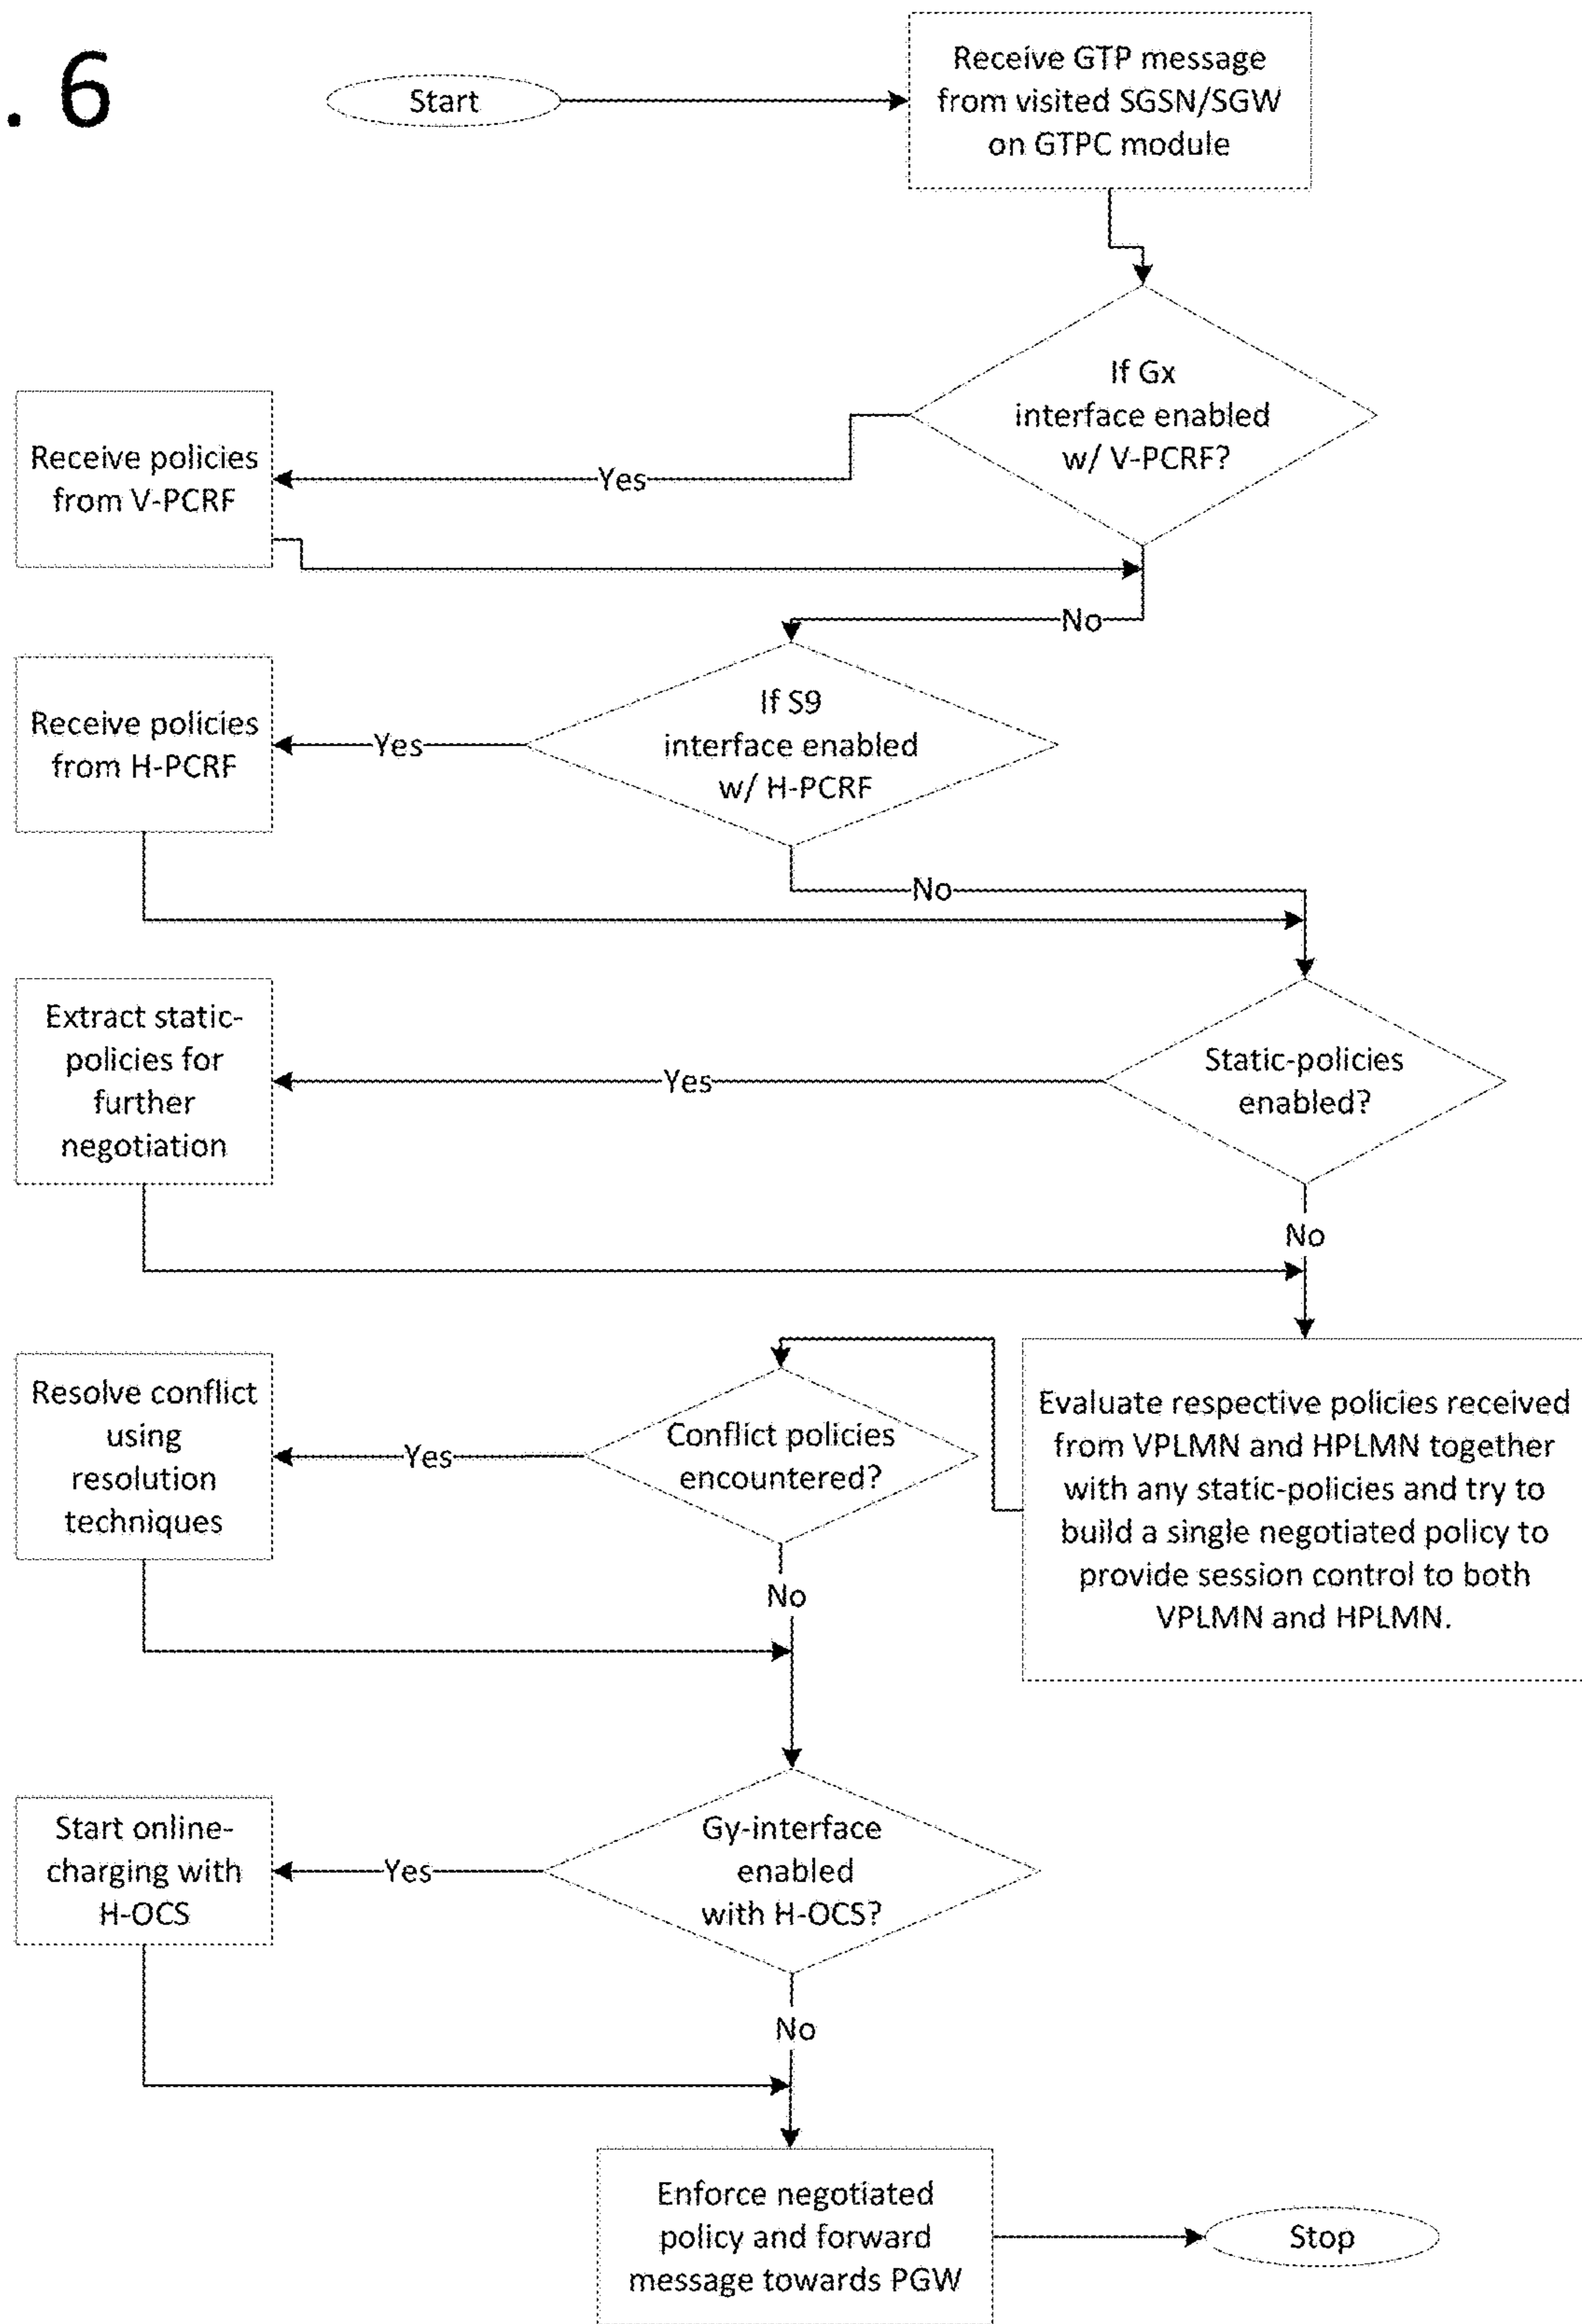 . 6
Start
Receive GTP message
from visited SGSN/SGW
on GTPC module
If Gx
interface enabled
w/ V-PCRF?
Yes
Receive policies
from V-PCRF
No
If S9
interface enabled
w/ H-PCRF
Yes
Receive policies
from H-PCRF
No
Static-policies
enabled?
Yes
Extract static-
policies for
further
negotiation
No
Evaluate respective policies received
from VPLMN and HPLMN together
with any static-policies and try to
build a single negotiated policy to
provide session control to both
VPLMN and HPLMN.
Conflict policies
encountered?
Yes
Resolve conflict
using
resolution
techniques
No
Gy-interface
enabled
with H-OCS?
Yes
Start online-
charging with
H-OCS
No
Enforce negotiated
policy and forward
message towards PGW
Stop